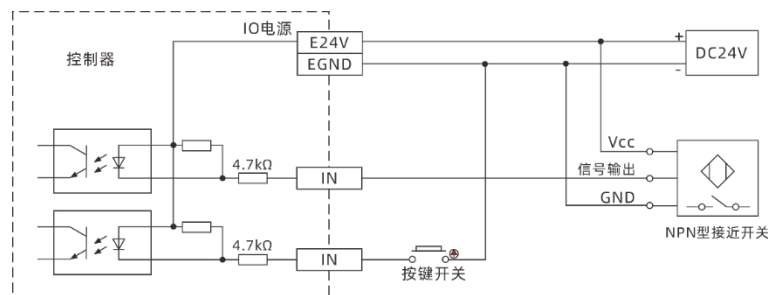 IO电源
E24V
EGND
DC24V
+
-
控制器
Vcc
信号输出
GND
4.7kΩ
IN
NPN型接近开关
4.7kΩ
IN
按键开关